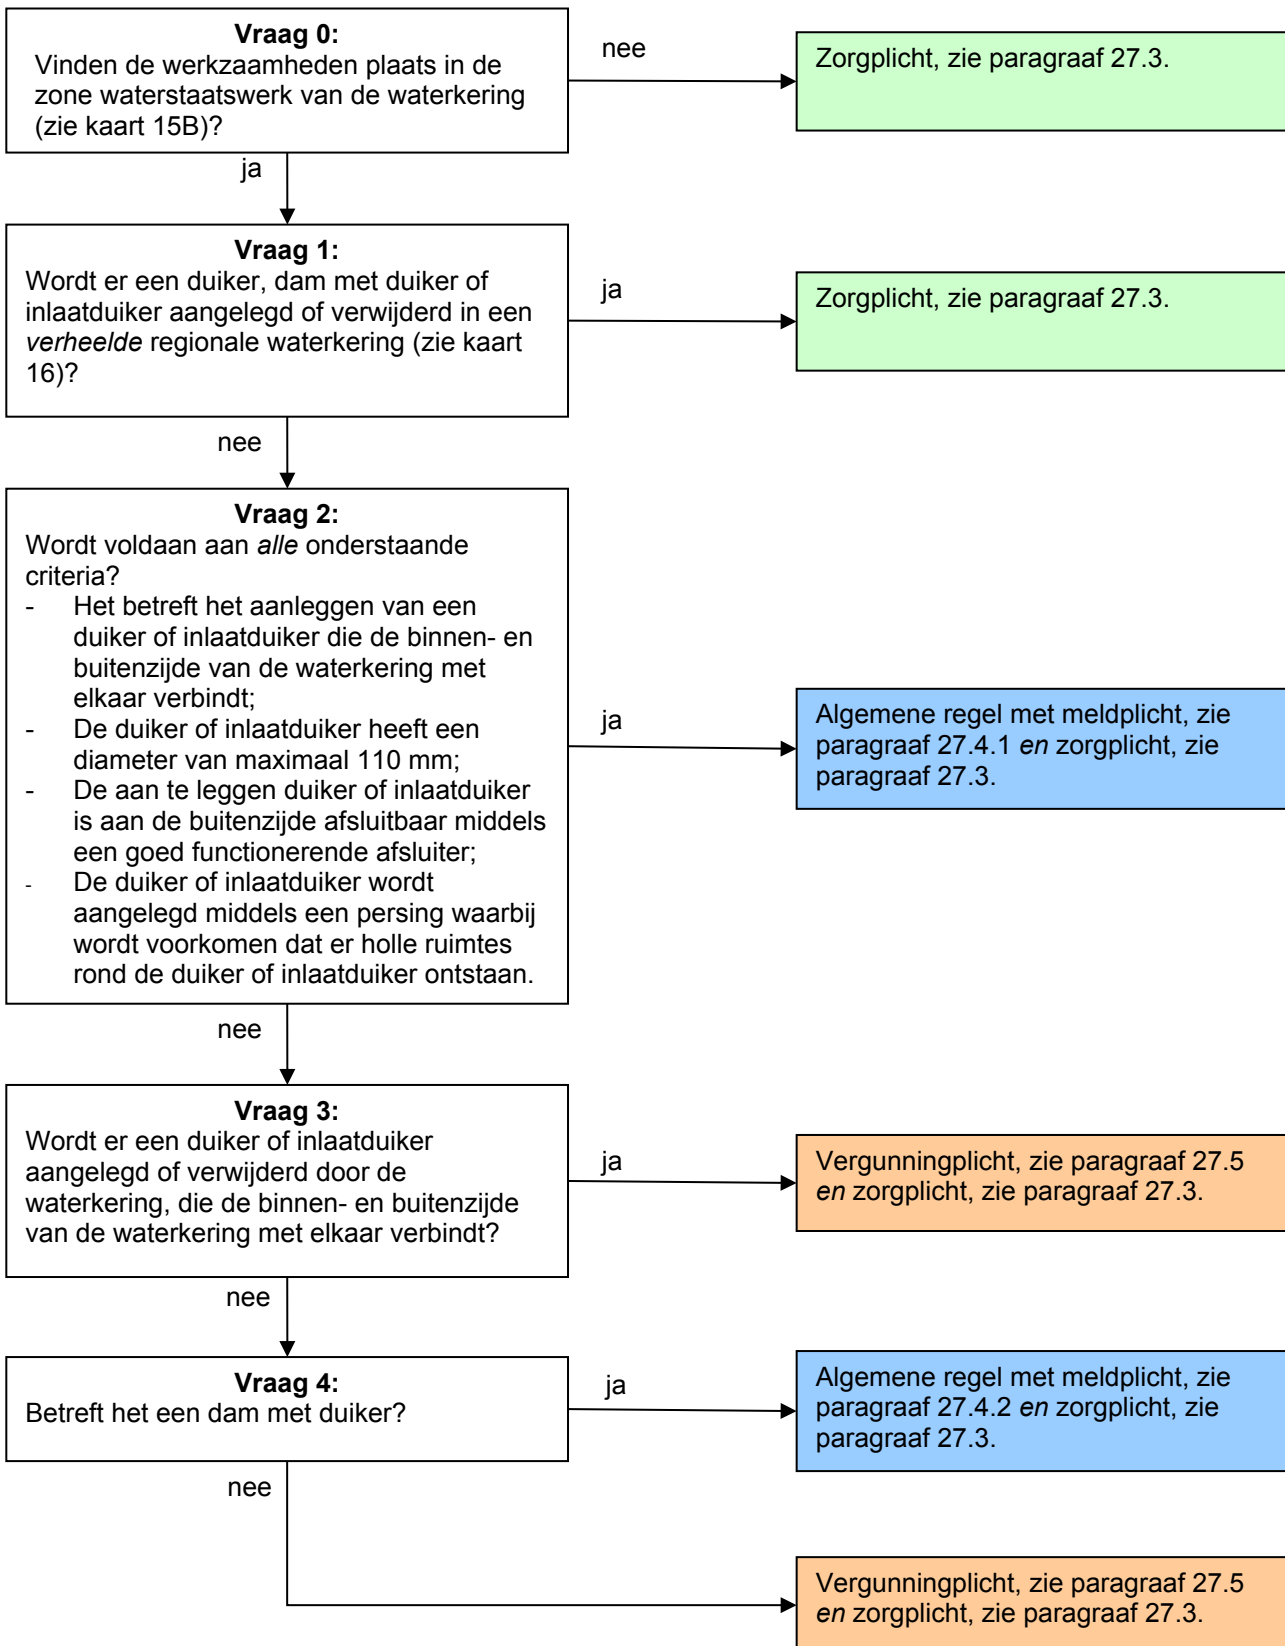 Vraag 0:
Vinden de werkzaamheden plaats in de
zone waterstaatswerk van de waterkering
(zie kaart 15B)?
nee
Zorgplicht, zie paragraaf 27.3.
ja
Vraag 1:
Wordt er een duiker, dam met duiker of
inlaatduiker aangelegd of verwijderd in een
verheelde regionale waterkering (zie kaart
16)?
ja
Zorgplicht, zie paragraaf 27.3.
nee
Vraag 2:
Wordt voldaan aan alle onderstaande
criteria?
- Het betreft het aanleggen van een
duiker of inlaatduiker die de binnen- en
buitenzijde van de waterkering met
elkaar verbindt;
- De duiker of inlaatduiker heeft een
diameter van maximaal 110 mm;
- De aan te leggen duiker of inlaatduiker
is aan de buitenzijde afsluitbaar middels
een goed functionerende afsluiter;
- De duiker of inlaatduiker wordt
aangelegd middels een persing waarbij
wordt voorkomen dat er holle ruimtes
rond de duiker of inlaatduiker ontstaan.
ja
Algemene regel met meldplicht, zie
paragraaf 27.4.1 en zorgplicht, zie
paragraaf 27.3.
nee
Vraag 3:
Wordt er een duiker of inlaatduiker
aangelegd of verwijderd door de
waterkering, die de binnen- en buitenzijde
van de waterkering met elkaar verbindt?
ja
Vergunningplicht, zie paragraaf 27.5
en zorgplicht, zie paragraaf 27.3.
nee
Vraag 4:
Betreft het een dam met duiker?
ja
Algemene regel met meldplicht, zie
paragraaf 27.4.2 en zorgplicht, zie
paragraaf 27.3.
nee
Vergunningplicht, zie paragraaf 27.5
en zorgplicht, zie paragraaf 27.3.